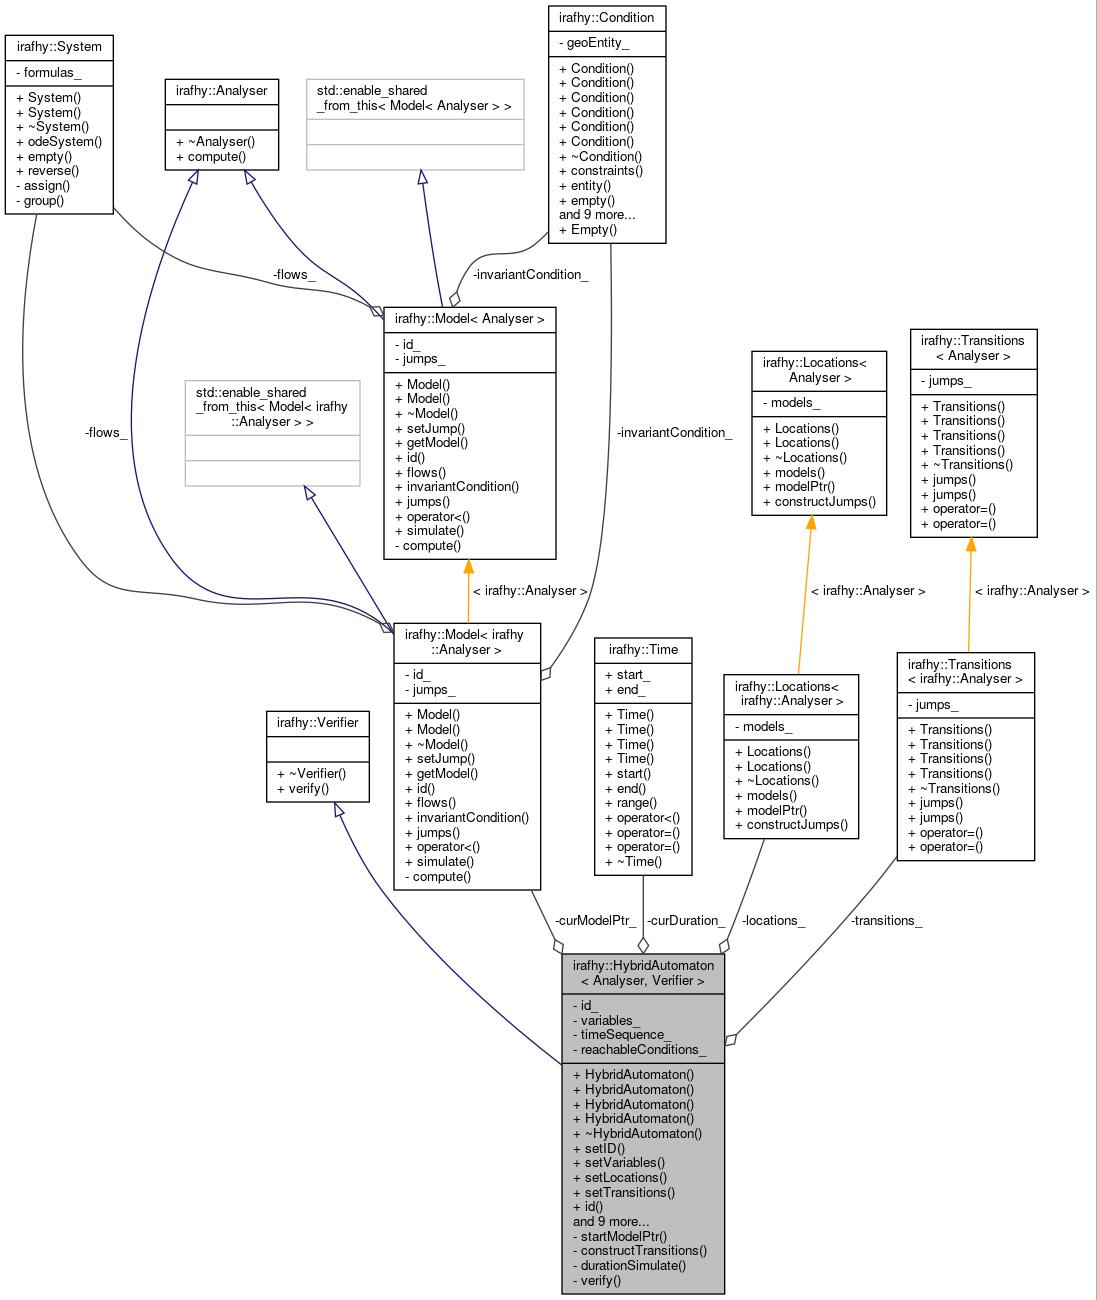 irafhy::System
- formulas_
+ System()
+ System()
+ ~System()
+ odeSystem()
+ empty()
+ reverse()
- assign()
- group()
irafhy::Analyser
+ ~Analyser()
+ compute()
std::enable_shared
_from_this< Model< Analyser > >
irafhy::Condition
- geoEntity_
+ Condition()
+ Condition()
+ Condition()
+ Condition()
+ Condition()
+ Condition()
+ ~Condition()
+ constraints()
+ entity()
+ empty()
and 9 more...
+ Empty()
-flows_
-invariantCondition_
irafhy::Model< Analyser >
- id_
- jumps_
+ Model()
+ Model()
+ ~Model()
+ setJump()
+ getModel()
+ id()
+ flows()
+ invariantCondition()
+ jumps()
+ operator<()
+ simulate()
- compute()
std::enable_shared
_from_this< Model< irafhy
::Analyser > >
-flows_
-invariantCondition_
irafhy::Locations<
Analyser >
- models_
+ Locations()
+ Locations()
+ ~Locations()
+ models()
+ modelPtr()
+ constructJumps()
irafhy::Transitions
< Analyser >
- jumps_
+ Transitions()
+ Transitions()
+ Transitions()
+ Transitions()
+ ~Transitions()
+ jumps()
+ jumps()
+ operator=()
+ operator=()
< irafhy::Analyser >
< irafhy::Analyser >
< irafhy::Analyser >
irafhy::Verifier
+ ~Verifier()
+ verify()
irafhy::Model< irafhy
::Analyser >
- id_
- jumps_
+ Model()
+ Model()
+ ~Model()
+ setJump()
+ getModel()
+ id()
+ flows()
+ invariantCondition()
+ jumps()
+ operator<()
+ simulate()
- compute()
irafhy::Time
+ start_
+ end_
+ Time()
+ Time()
+ Time()
+ Time()
+ start()
+ end()
+ range()
+ operator<()
+ operator=()
+ operator=()
+ ~Time()
irafhy::Locations<
irafhy::Analyser >
- models_
+ Locations()
+ Locations()
+ ~Locations()
+ models()
+ modelPtr()
+ constructJumps()
irafhy::Transitions
< irafhy::Analyser >
- jumps_
+ Transitions()
+ Transitions()
+ Transitions()
+ Transitions()
+ ~Transitions()
+ jumps()
+ jumps()
+ operator=()
+ operator=()
-curModelPtr_
-curDuration_
-locations_
-transitions_
irafhy::HybridAutomaton
< Analyser, Verifier >
- id_
- variables_
- timeSequence_
- reachableConditions_
+ HybridAutomaton()
+ HybridAutomaton()
+ HybridAutomaton()
+ HybridAutomaton()
+ ~HybridAutomaton()
+ setID()
+ setVariables()
+ setLocations()
+ setTransitions()
+ id()
and 9 more...
- startModelPtr()
- constructTransitions()
- durationSimulate()
- verify()